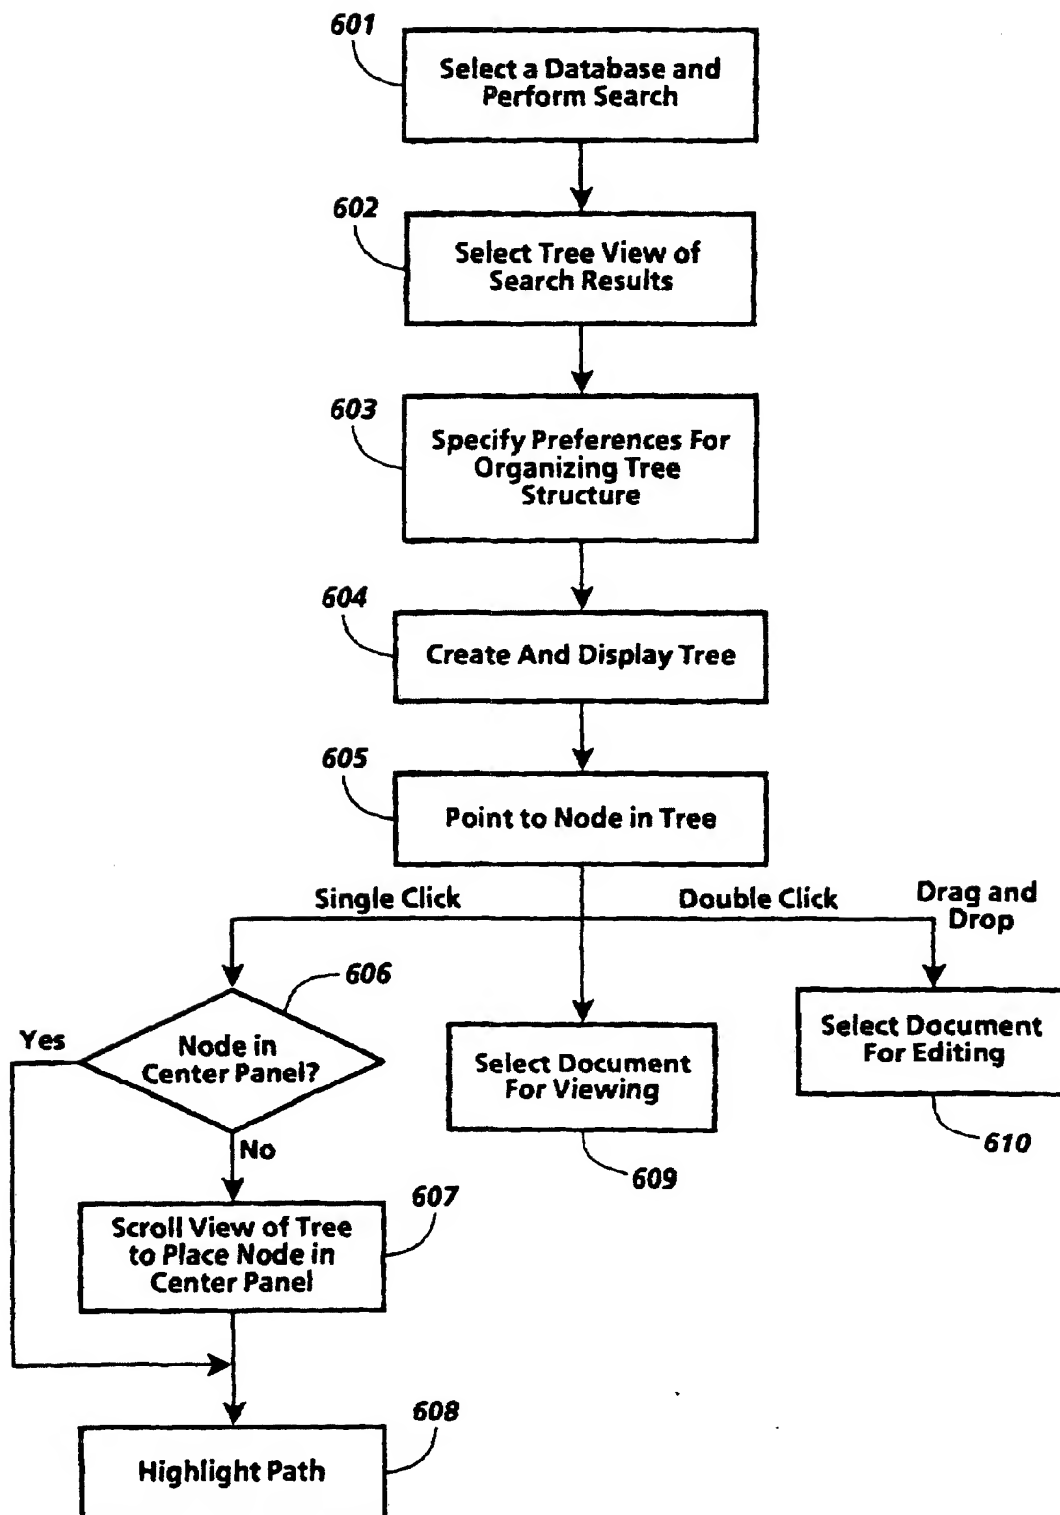 601
Select a Database and
Perform Search
602
Select Tree View of
Search Results
603
Specify Preferences For
Organizing Tree
Structure
604
Create And Display Tree
605
Point to Node in Tree
Single Click
Double Click
Drag and
Drop
606
Yes
Node in
Center Panel?
No
Select Document
For Viewing
609
Select Document
For Editing
610
607
Scroll View of Tree
to Place Node in
Center Panel
608
Highlight Path